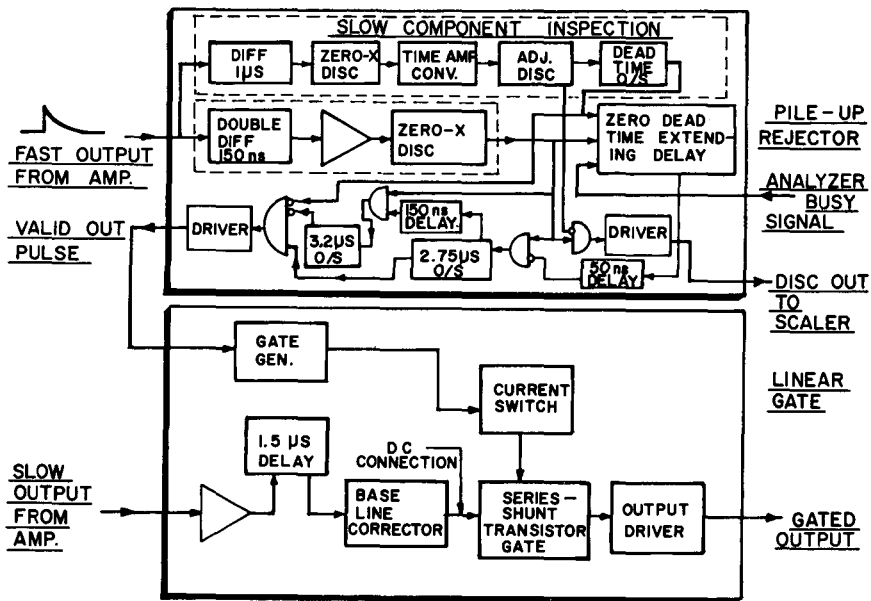 SLOW COMPONENT INSPECTION
DIFF
1µS
ZERO-X
DISC
TIME AMP.
CONV.
ADJ.
DISC
DEAD
TIME
O/S
DOUBLE
DIFF
150 ns
ZERO-X
DISC
ZERO DEAD
TIME EXTEND-
ING DELAY
PILE-UP
REJECTOR
FAST OUTPUT
FROM AMP.
ANALYZER
BUSY
SIGNAL
VALID OUT
PULSE
DRIVER
3.2µS
O/S
150 ns
DELAY
2.75µS
O/S
DRIVER
50 ns
DELAY
DISC OUT
TO
SCALER
GATE
GEN.
CURRENT
SWITCH
LINEAR
GATE
1.5 µS
DELAY
DC
CONNECTION
SLOW
OUTPUT
FROM
AMP.
BASE
LINE
CORRECTOR
SERIES-
SHUNT
TRANSISTOR
GATE
OUTPUT
DRIVER
GATED
OUTPUT